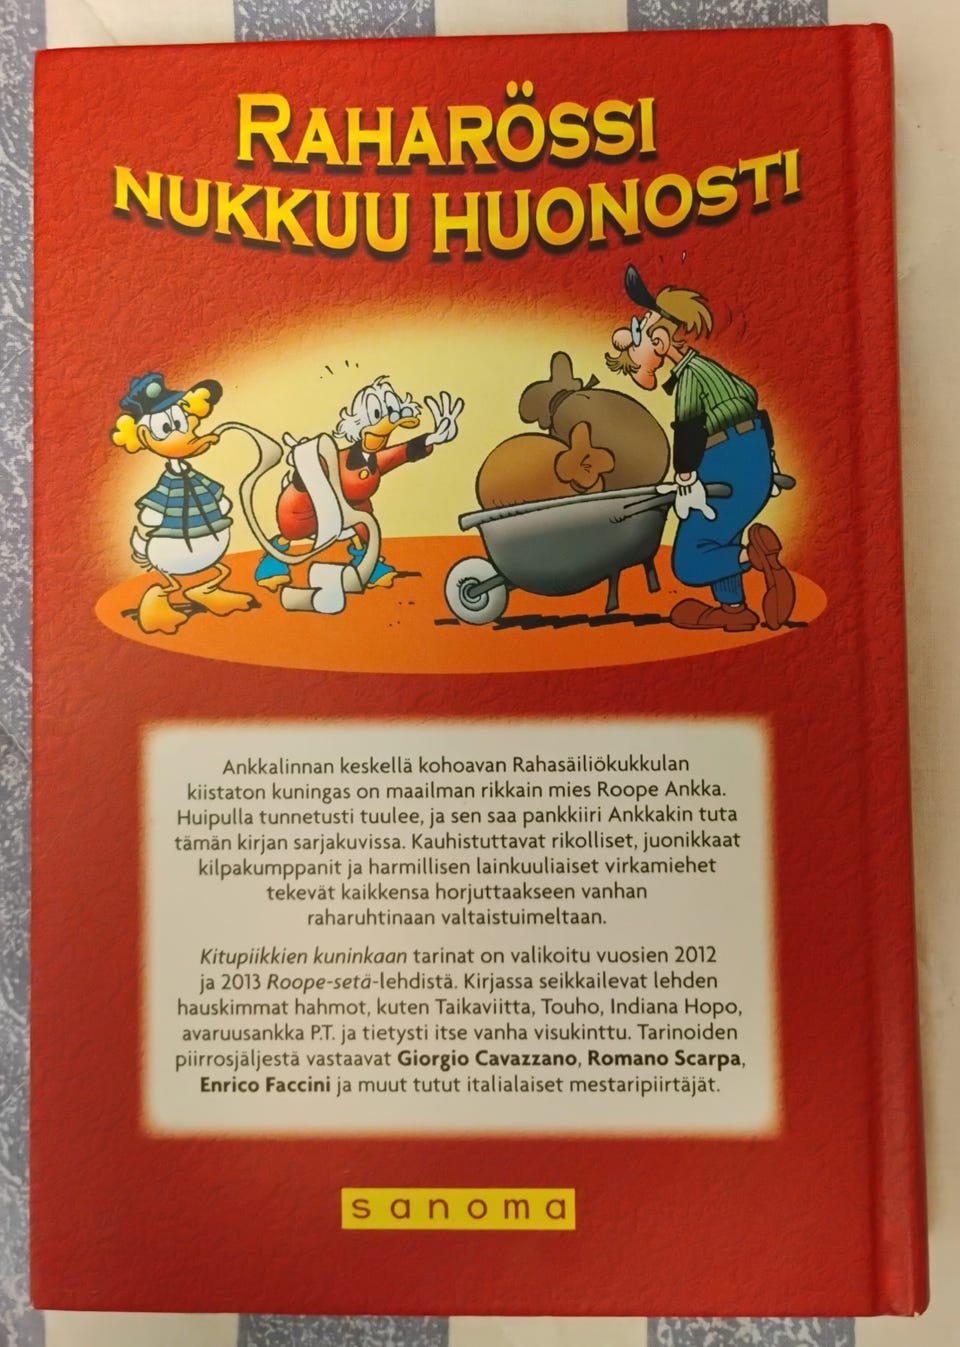 RAHARÖSSI
NUKKUU HUONOSTI
Ankkalinnan keskellä kohoavan Rahasäiliökukkulan
kiistaton kuningas on maailman rikkain mies Roope Ankka.
Huipulla tunnetusti tuulee, ja sen saa pankkiiri Ankkakin tuta
tämän kirjan sarjakuvissa. Kauhistuttavat rikolliset, juonikkaat
kilpakumppanit ja harmillisen lainkuuliaiset virkamiehet
tekevät kaikkensa horjuttaakseen vanhan
raharuhtinaan valtaistuimeltaan.
Kitupiikkien kuninkaan tarinat on valikoitu vuosien 2012
ja 2013 Roope-setä-lehdistä. Kirjassa seikkailevat lehden
hauskimmat hahmot, kuten Taikaviitta, Touho, Indiana Hopo,
avaruusankka P.T. ja tietysti itse vanha visukinttu. Tarinoiden
piirrosjäljestä vastaavat Giorgio Cavazzano, Romano Scarpa,
Enrico Faccini ja muut tutut italialaiset mestaripiirtäjät.
sanoma